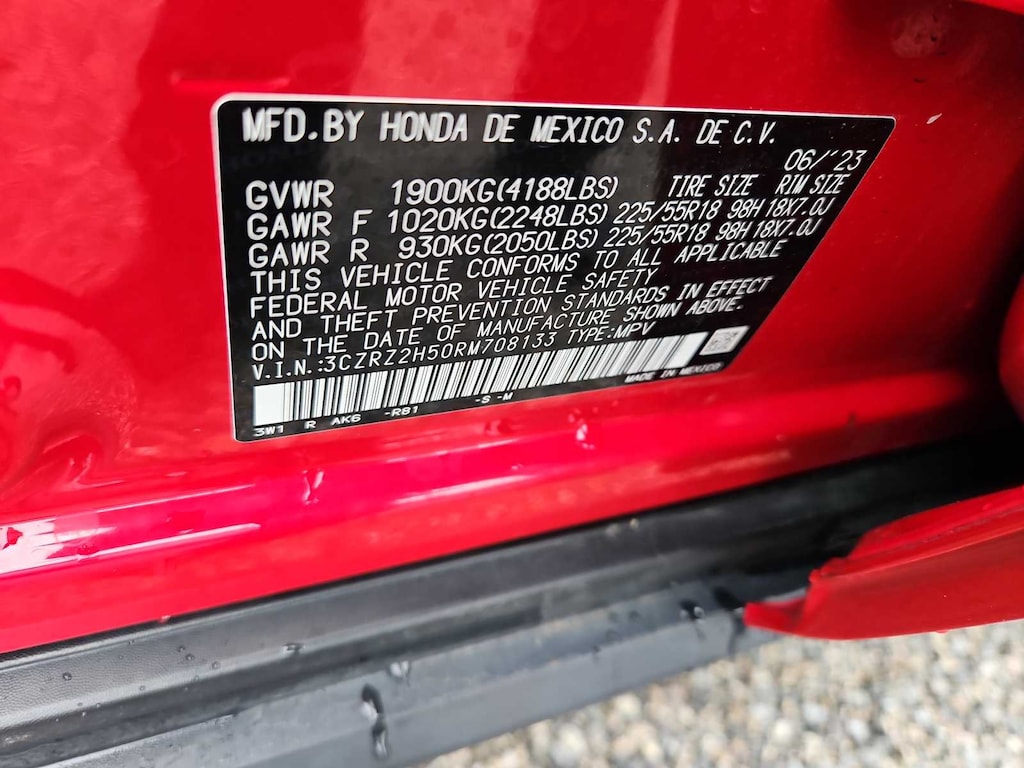 MFD.BY HONDA DE MEXICO S.A. DE C.V.
06/'23
GVWR 1900KG(4188LBS) TIRE SIZE RIM SIZE
GAWR F 1020KG(2248LBS) 225/55R18 98H 18X7.0J
GAWR R 930KG(2050LBS) 225/55R18 98H 18X7.0J
THIS VEHICLE CONFORMS TO ALL APPLICABLE
FEDERAL MOTOR VEHICLE SAFETY
AND THEFT PREVENTION STANDARDS IN EFFECT
ON THE DATE OF MANUFACTURE SHOWN ABOVE.
V.I.N.:3CZRZ2H50RM708133 TYPE:MPV
MADE IN MEXICO
3W1 R AK6 -R81 -S -M